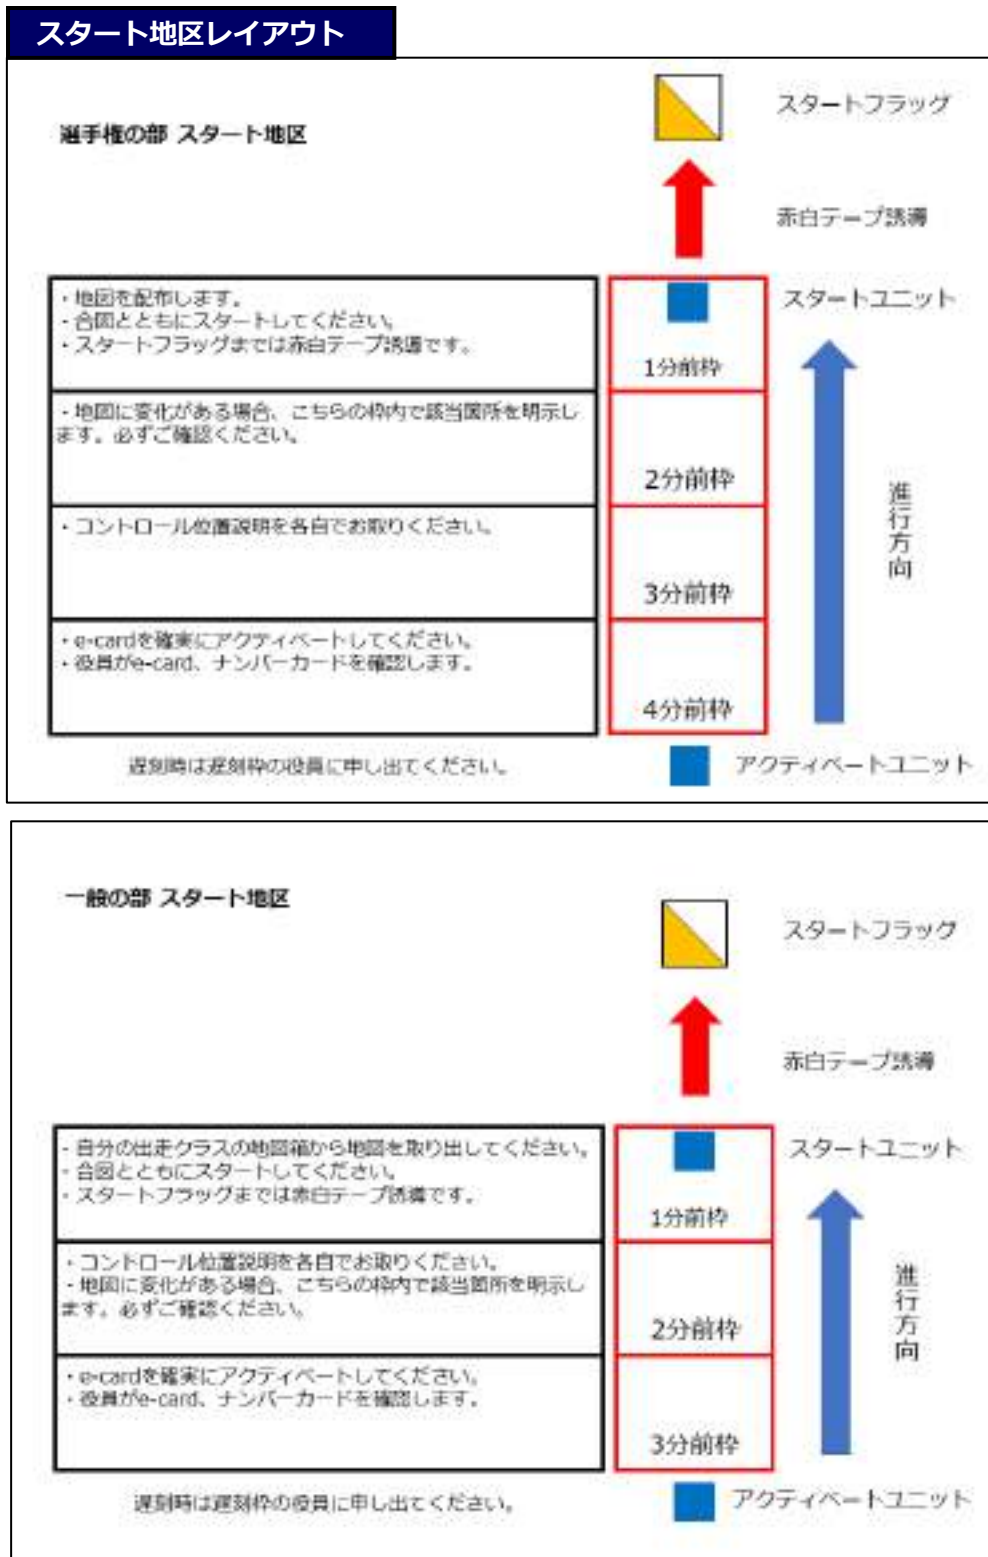 スタート地区レイアウト
選手権の部 スタート地区
スタートフラッグ
赤白テープ誘導
・地図を配布します。
・合図とともにスタートしてください。
・スタートフラッグまでは赤白テープ誘導です。
スタートユニット
1分前枠
・地図に変化がある場合、こちらの枠内で該当箇所を明示し
ます。必ずご確認ください。
2分前枠
進行方向
・コントロール位置説明を各自でお取りください。
3分前枠
・e-cardを確実にアクティベートしてください。
・役員がe-card、ナンバーカードを確認します。
4分前枠
遅刻時は遅刻枠の役員に申し出てください。
アクティベートユニット
一般の部 スタート地区
スタートフラッグ
赤白テープ誘導
・自分の出走クラスの地図箱から地図を取り出してください。
・合図とともにスタートしてください。
・スタートフラッグまでは赤白テープ誘導です。
スタートユニット
1分前枠
・コントロール位置説明を各自でお取りください。
・地図に変化がある場合、こちらの枠内で該当箇所を明示し
ます。必ずご確認ください。
2分前枠
進行方向
・e-cardを確実にアクティベートしてください。
・役員がe-card、ナンバーカードを確認します。
3分前枠
遅刻時は遅刻枠の役員に申し出てください。
アクティベートユニット